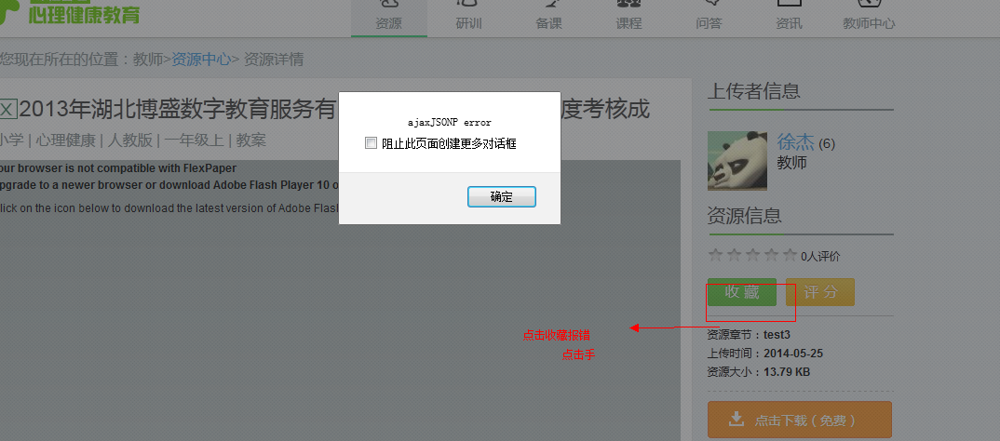 心理健康教育
资源 研训 备课 课程 问答 资讯 教师中心
您现在所在的位置：教师>资源中心> 资源详情
X 2013年湖北博盛数字教育服务有 度考核成
小学 | 心理健康 | 人教版 | 一年级上 | 教案
our browser is not compatible with FlexPaper
pgrade to a newer browser or download Adobe Flash Player 10 o
lick on the icon below to download the latest version of Adobe Flas
ajaxJSONP error
阻止此页面创建更多对话框
确定
上传者信息
徐杰 (6)
教师
资源信息
0人评价
收 藏
评 分
点击收藏报错
点击手
资源章节：test3
上传时间：2014-05-25
资源大小：13.79 KB
点击下载（免费）